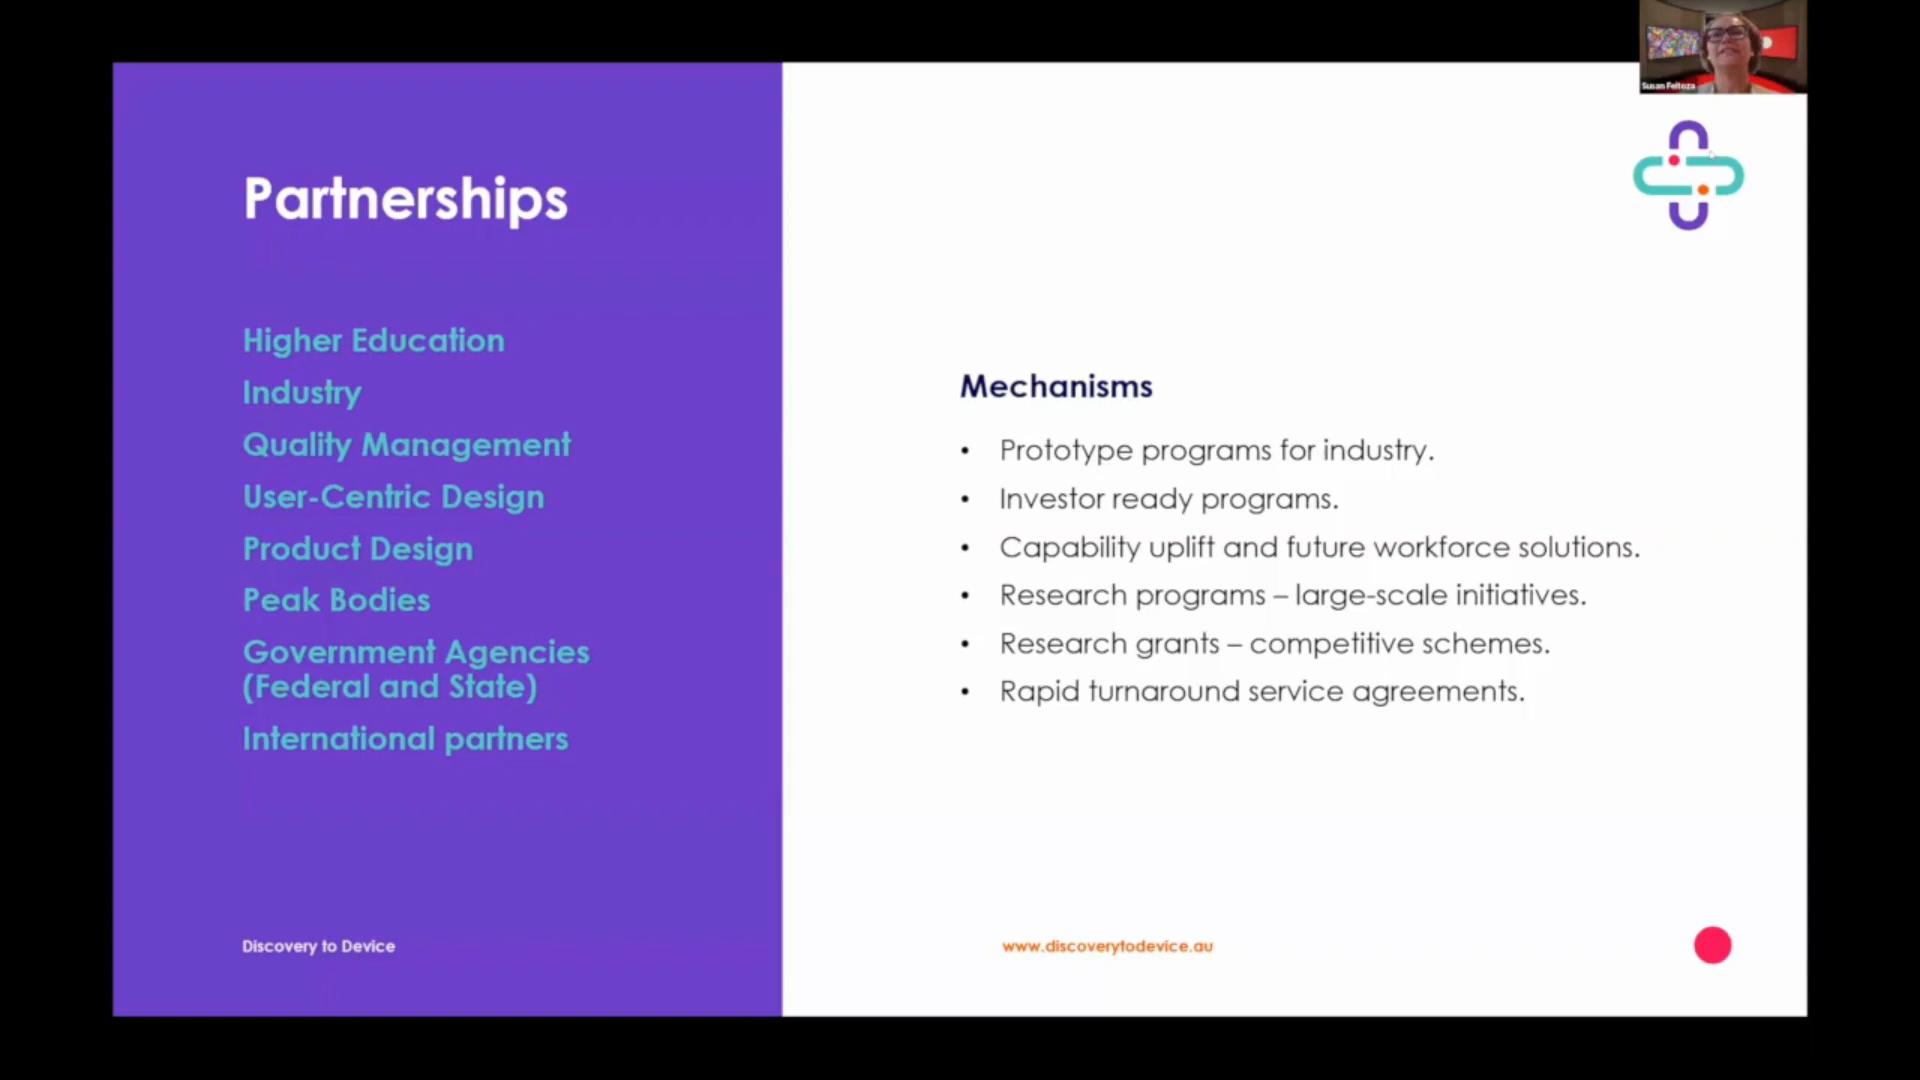 Susan Feitoza
Partnerships
Higher Education
Industry
Quality Management
User-Centric Design
Product Design
Peak Bodies
Government Agencies
(Federal and State)
International partners
Mechanisms
• Prototype programs for industry.
• Investor ready programs.
• Capability uplift and future workforce solutions.
• Research programs – large-scale initiatives.
• Research grants – competitive schemes.
• Rapid turnaround service agreements.
Discovery to Device
www.discoverytodevice.au